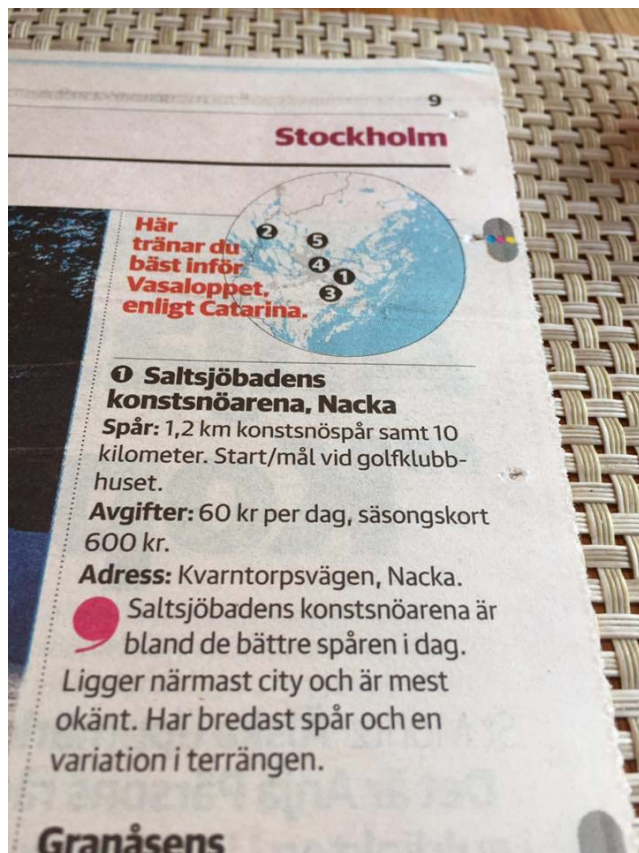 9
Stockholm
Här
tränar du
bäst inför
Vasaloppet,
enligt Catarina.
2
5
4
1
3
1 Saltsjöbadens
konstsnöarena, Nacka
Spår: 1,2 km konstsnöspår samt 10
kilometer. Start/mål vid golfklubb-
huset.
Avgifter: 60 kr per dag, säsongskort
600 kr.
Adress: Kvarntorpsvägen, Nacka.
Saltsjöbadens konstsnöarena är
bland de bättre spåren i dag.
Ligger närmast city och är mest
okänt. Har bredast spår och en
variation i terrängen.
Granåsens